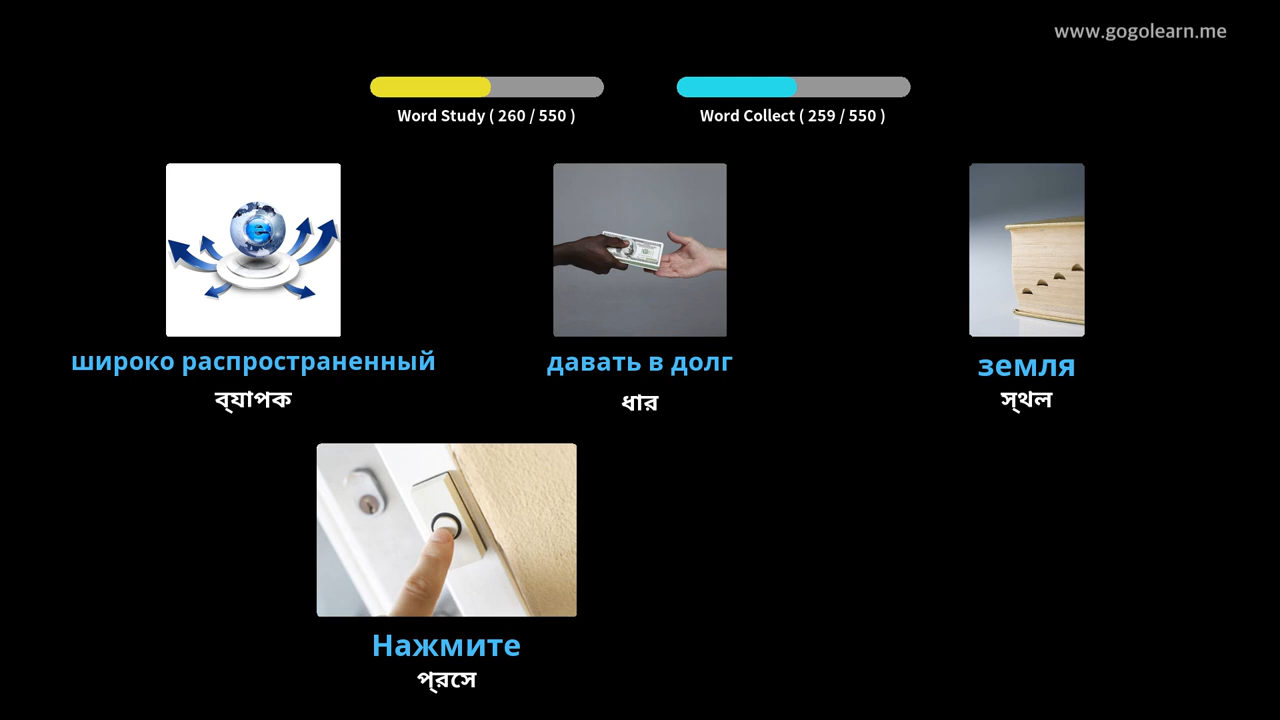 www.gogolearn.me
Word Study ( 260 / 550 )
Word Collect ( 259 / 550 )
широко распространенный
ব্যাপক
давать в долг
ধার
земля
স্থল
Нажмите
প্রসে